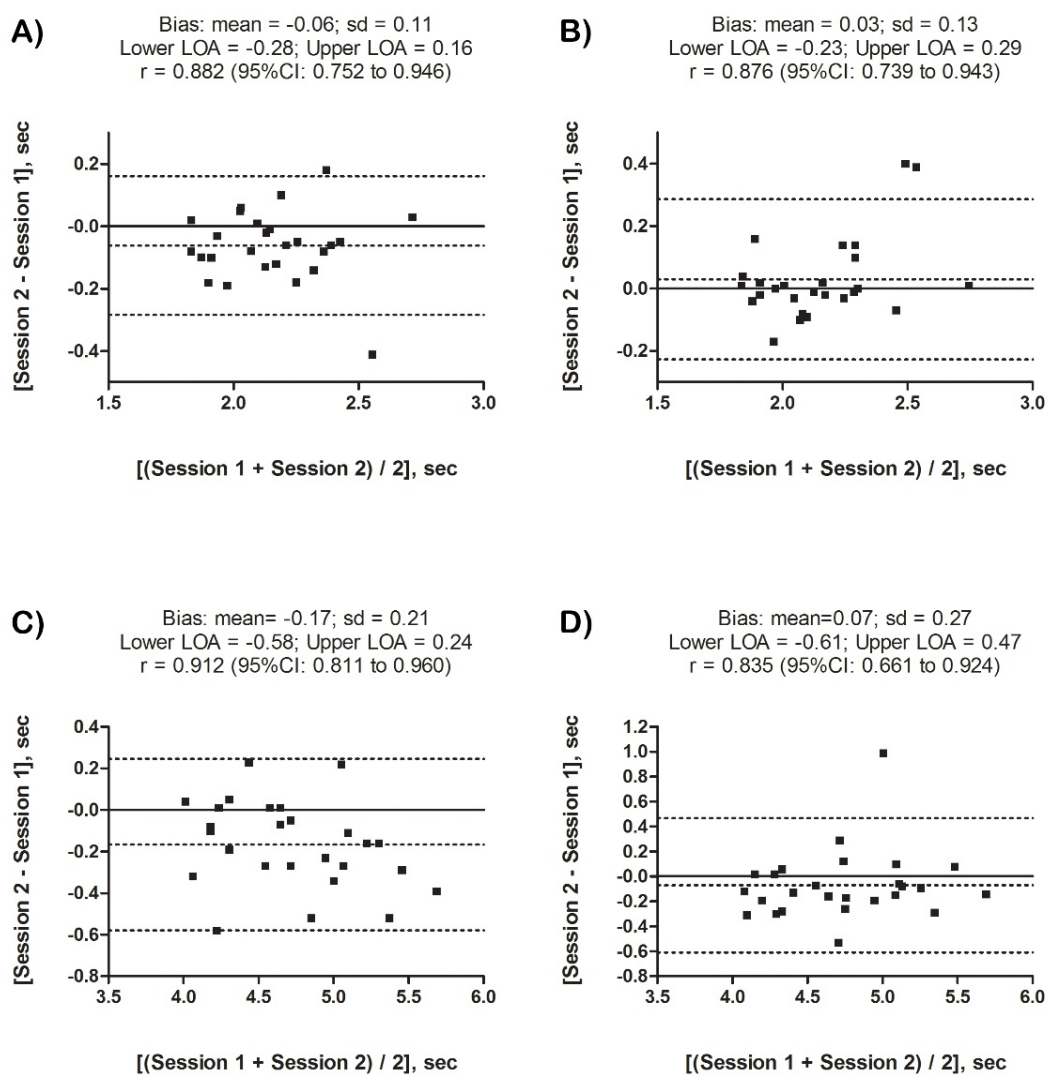 A)
Bias: mean = -0.06; sd = 0.11
Lower LOA = -0.28; Upper LOA = 0.16
r = 0.882 (95%CI: 0.752 to 0.946)
[Session 2 - Session 1], sec
0.2
-0.0
-0.2
-0.4
1.5 2.0 2.5 3.0
[(Session 1 + Session 2) / 2], sec
B)
Bias: mean = 0.03; sd = 0.13
Lower LOA = -0.23; Upper LOA = 0.29
r = 0.876 (95%CI: 0.739 to 0.943)
[Session 2 - Session 1], sec
0.4
0.2
0.0
-0.2
1.5 2.0 2.5 3.0
[(Session 1 + Session 2) / 2], sec
C)
Bias: mean= -0.17; sd = 0.21
Lower LOA = -0.58; Upper LOA = 0.24
r = 0.912 (95%CI: 0.811 to 0.960)
[Session 2 - Session 1], sec
0.4
0.2
-0.0
-0.2
-0.4
-0.6
-0.8
3.5 4.0 4.5 5.0 5.5 6.0
[(Session 1 + Session 2) / 2], sec
D)
Bias: mean=0.07; sd = 0.27
Lower LOA = -0.61; Upper LOA = 0.47
r = 0.835 (95%CI: 0.661 to 0.924)
[Session 2 - Session 1], sec
1.2
1.0
0.8
0.6
0.4
0.2
-0.0
-0.2
-0.4
-0.6
-0.8
3.5 4.0 4.5 5.0 5.5 6.0
[(Session 1 + Session 2) / 2], sec